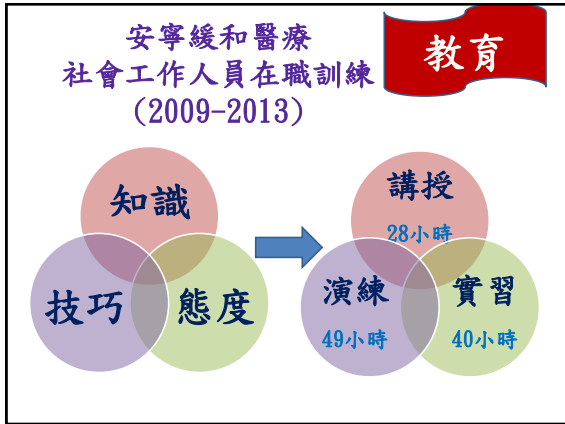 安寧緩和醫療
社會工作人員在職訓練
(2009-2013)
教育
知識
技巧
態度
講授
28小時
演練
49小時
實習
40小時